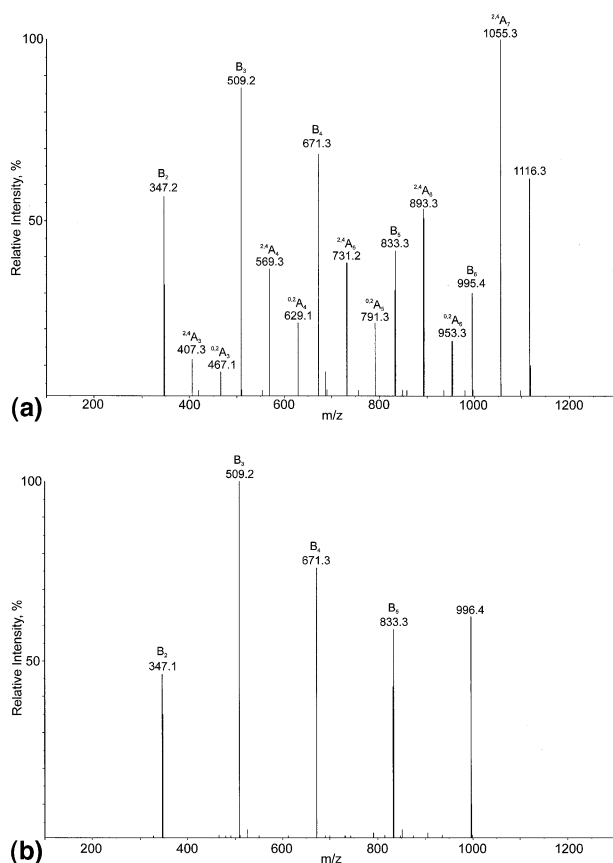 100
50
Relative Intensity, %
B2
347.2
2,4A3
407.3
0,2A3
467.1
B3
509.2
2,4A4
569.3
0,2A4
629.1
B4
671.3
2,4A5
731.2
0,2A5
791.3
B5
833.3
2,4A6
893.3
0,2A6
953.3
B6
995.4
2,4A7
1055.3
1116.3
200 400 600 800 1000 1200
m/z
(a)
100
50
Relative Intensity, %
B2
347.1
B3
509.2
B4
671.3
B5
833.3
996.4
200 400 600 800 1000 1200
m/z
(b)